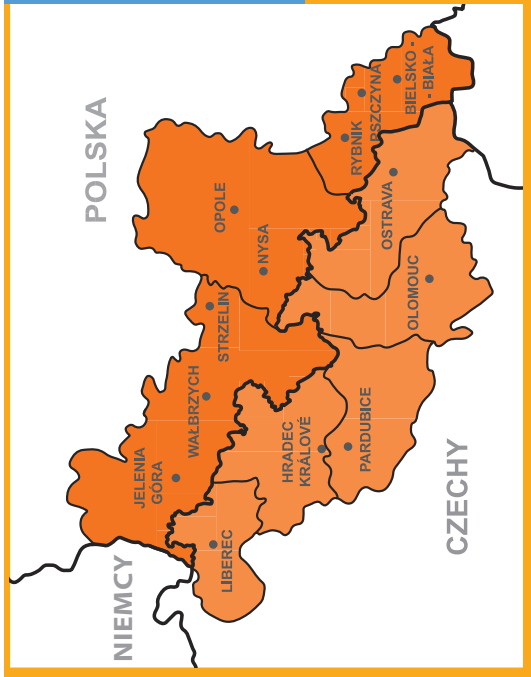 POLSKA
NIEMCY
CZECHY
JELENIA
GÓRA
WAŁBRZYCH
STRZELIN
OPOLE
NYSA
RYBNIK
PSZCZYNA
BIELSKO -
- BIAŁA
LIBEREC
HRADEC
KRÁLOVÉ
PARDUBICE
OLOMOUC
OSTRAVA